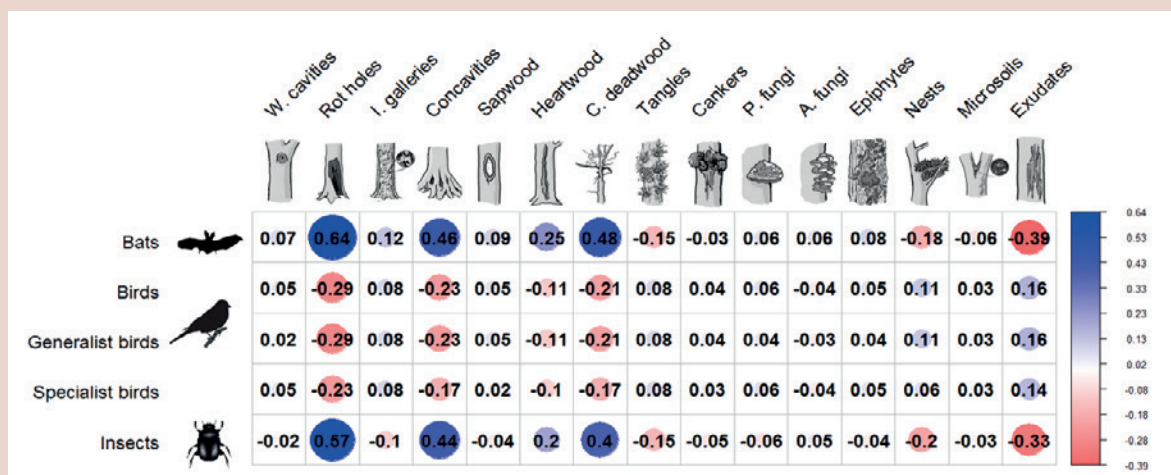 W. cavities Rot holes I. galleries Concavities Sapwood Heartwood C. deadwood Tangles Cankers P. fungi A. fungi Epiphytes Nests Microsoils Exudates
Bats 0.07 0.64 0.12 0.46 0.09 0.25 0.48 -0.15 -0.03 0.06 0.06 0.08 -0.18 -0.06 -0.39
Birds 0.05 -0.29 0.08 -0.23 0.05 -0.11 -0.21 0.08 0.04 0.06 -0.04 0.05 0.11 0.03 0.16
Generalist birds 0.02 -0.29 0.08 -0.23 0.05 -0.11 -0.21 0.08 0.04 0.04 -0.03 0.04 0.11 0.03 0.16
Specialist birds 0.05 -0.23 0.08 -0.17 0.02 -0.1 -0.17 0.08 0.03 0.06 -0.04 0.05 0.06 0.03 0.14
Insects -0.02 0.57 -0.1 0.44 -0.04 0.2 0.4 -0.15 -0.05 -0.06 0.05 -0.04 -0.2 -0.03 -0.33
0.64
0.53
0.43
0.33
0.23
0.13
0.02
-0.08
-0.18
-0.28
-0.39